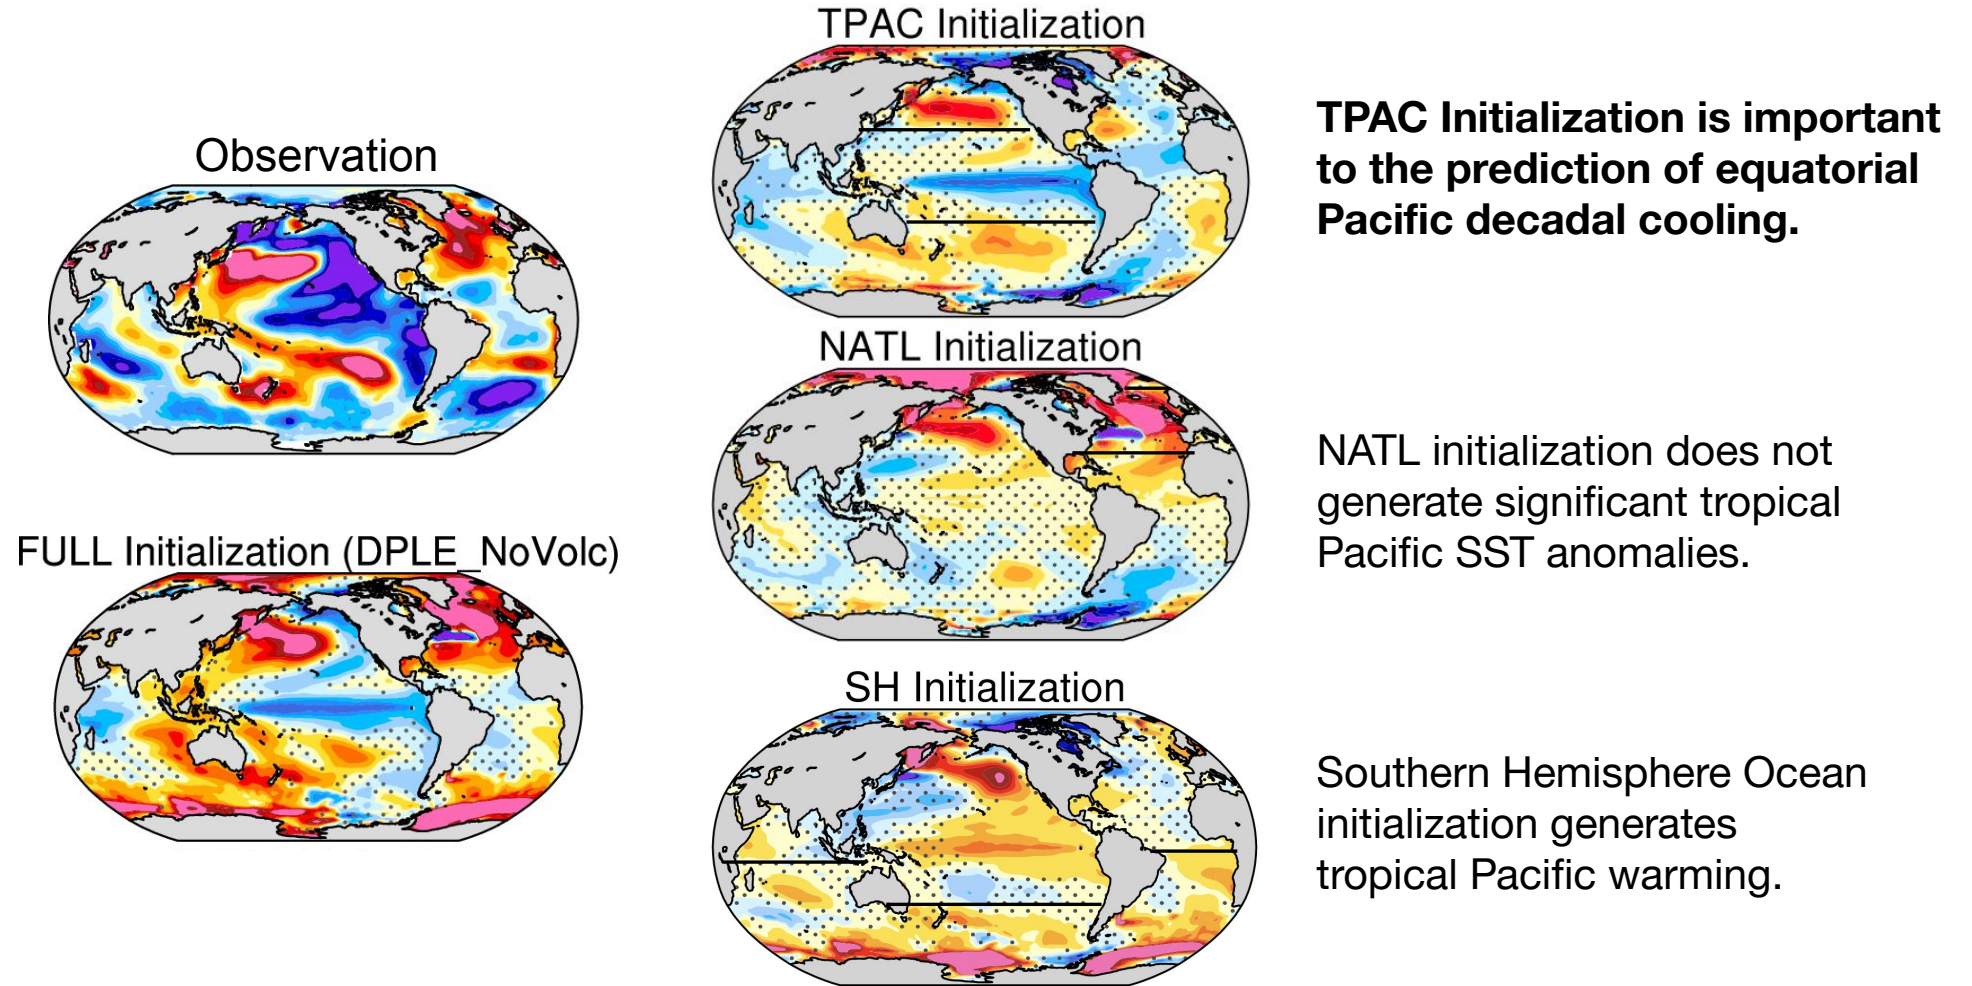 Observation
FULL Initialization (DPLE_NoVolc)
TPAC Initialization
TPAC Initialization is important
to the prediction of equatorial
Pacific decadal cooling.
NATL Initialization
NATL initialization does not
generate significant tropical
Pacific SST anomalies.
SH Initialization
Southern Hemisphere Ocean
initialization generates
tropical Pacific warming.